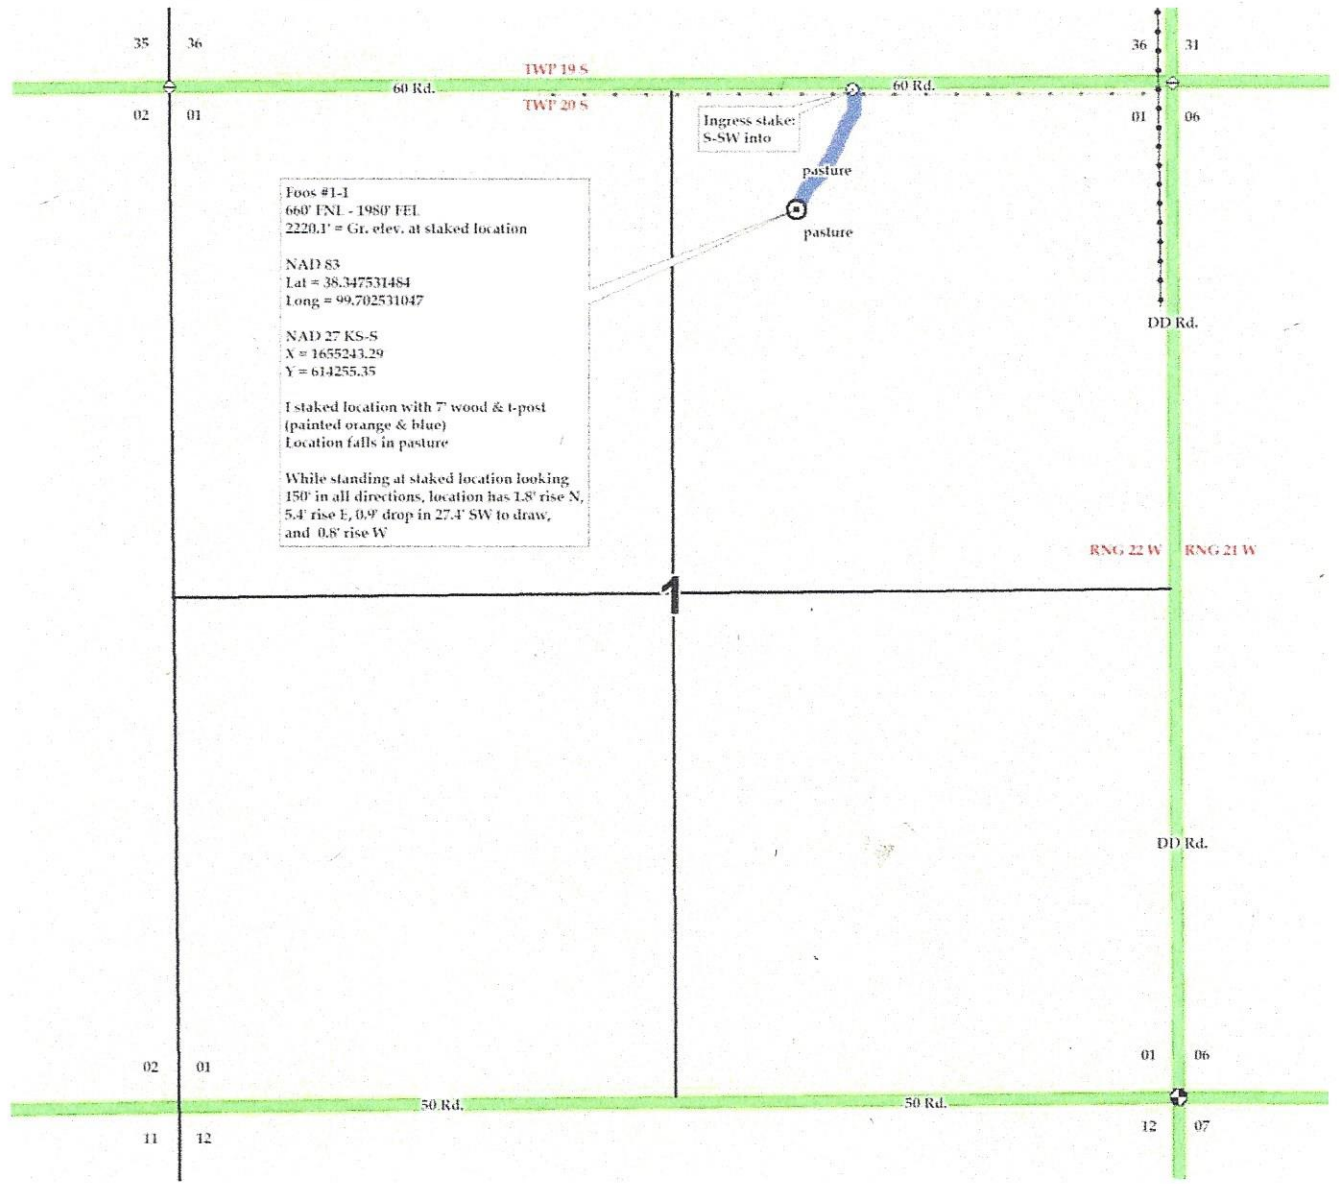 35 36
36 31
TWP 19 S
60 Rd.
60 Rd.
TWP 20 S
02 01
01 06
Ingress stake:
S-SW into
pasture
pasture
Foos #1-1
660' FNL - 1980' FEL
2220.1' = Gr. elev. at staked location
NAD 83
Lat = 38.347531484
Long = 99.702531047
NAD 27 KS-S
X = 1655243.29
Y = 614255.35
I staked location with 7' wood & t-post
(painted orange & blue)
Location falls in pasture
While standing at staked location looking
150' in all directions, location has 1.8' rise N,
5.4' rise E, 0.9' drop in 27.4' SW to draw,
and 0.8' rise W
DD Rd.
RNG 22 W RNG 21 W
1
DD Rd.
02 01
01 06
50 Rd.
50 Rd.
11 12
12 07